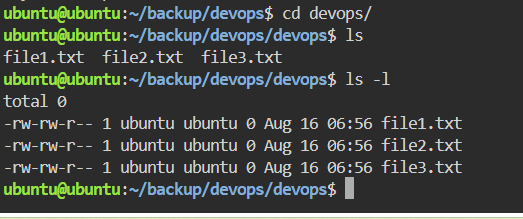 ubuntu@ubuntu:~/backup/devops$ cd devops/
ubuntu@ubuntu:~/backup/devops/devops$ ls
file1.txt  file2.txt  file3.txt
ubuntu@ubuntu:~/backup/devops/devops$ ls -l
total 0
-rw-rw-r-- 1 ubuntu ubuntu 0 Aug 16 06:56 file1.txt
-rw-rw-r-- 1 ubuntu ubuntu 0 Aug 16 06:56 file2.txt
-rw-rw-r-- 1 ubuntu ubuntu 0 Aug 16 06:56 file3.txt
ubuntu@ubuntu:~/backup/devops/devops$